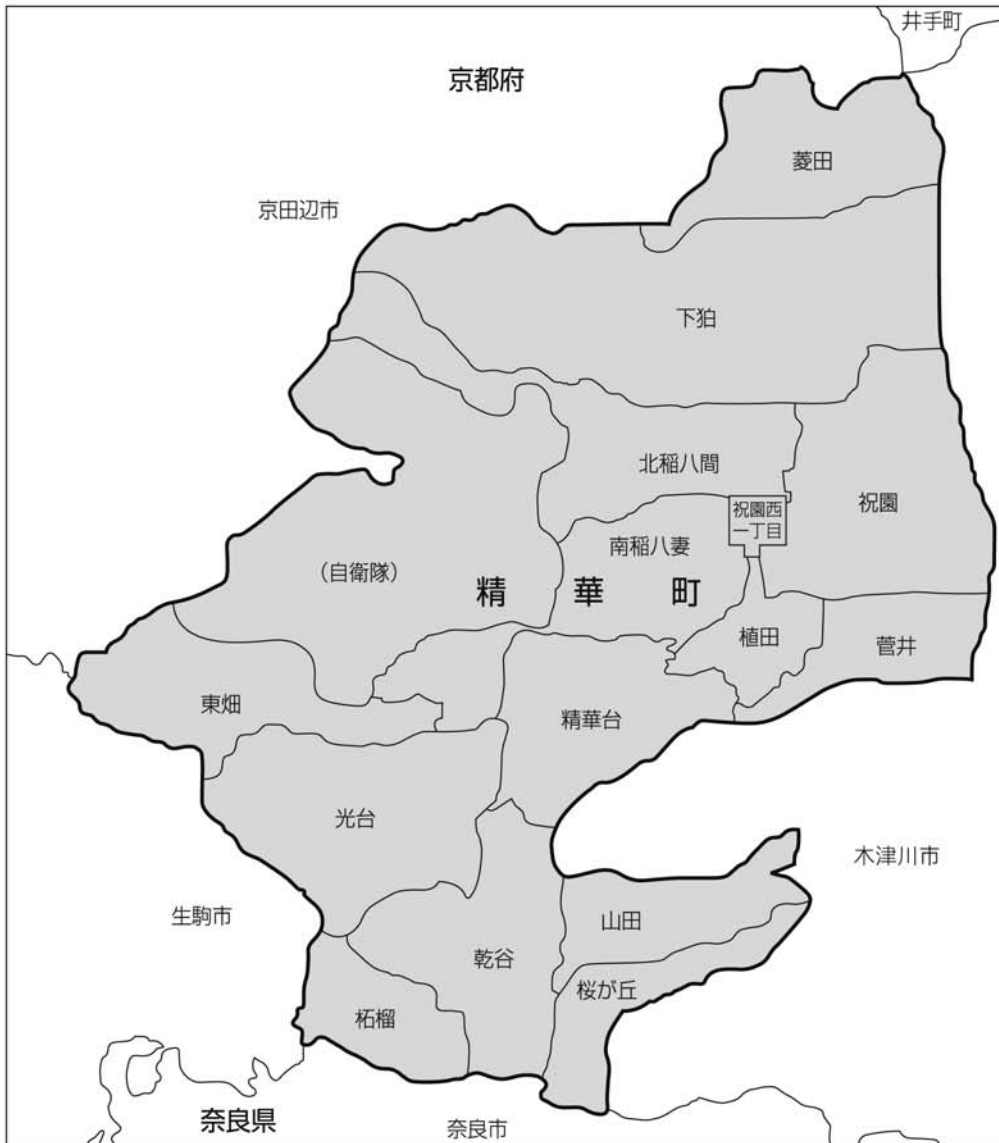 井手町
京都府
菱田
京田辺市
下狛
北稲八間
祝園
祝園西
一丁目
南稲八妻
(自衛隊)
精華町
植田
菅井
東畑
精華台
光台
木津川市
生駒市
山田
乾谷
桜が丘
柘榴
奈良県
奈良市